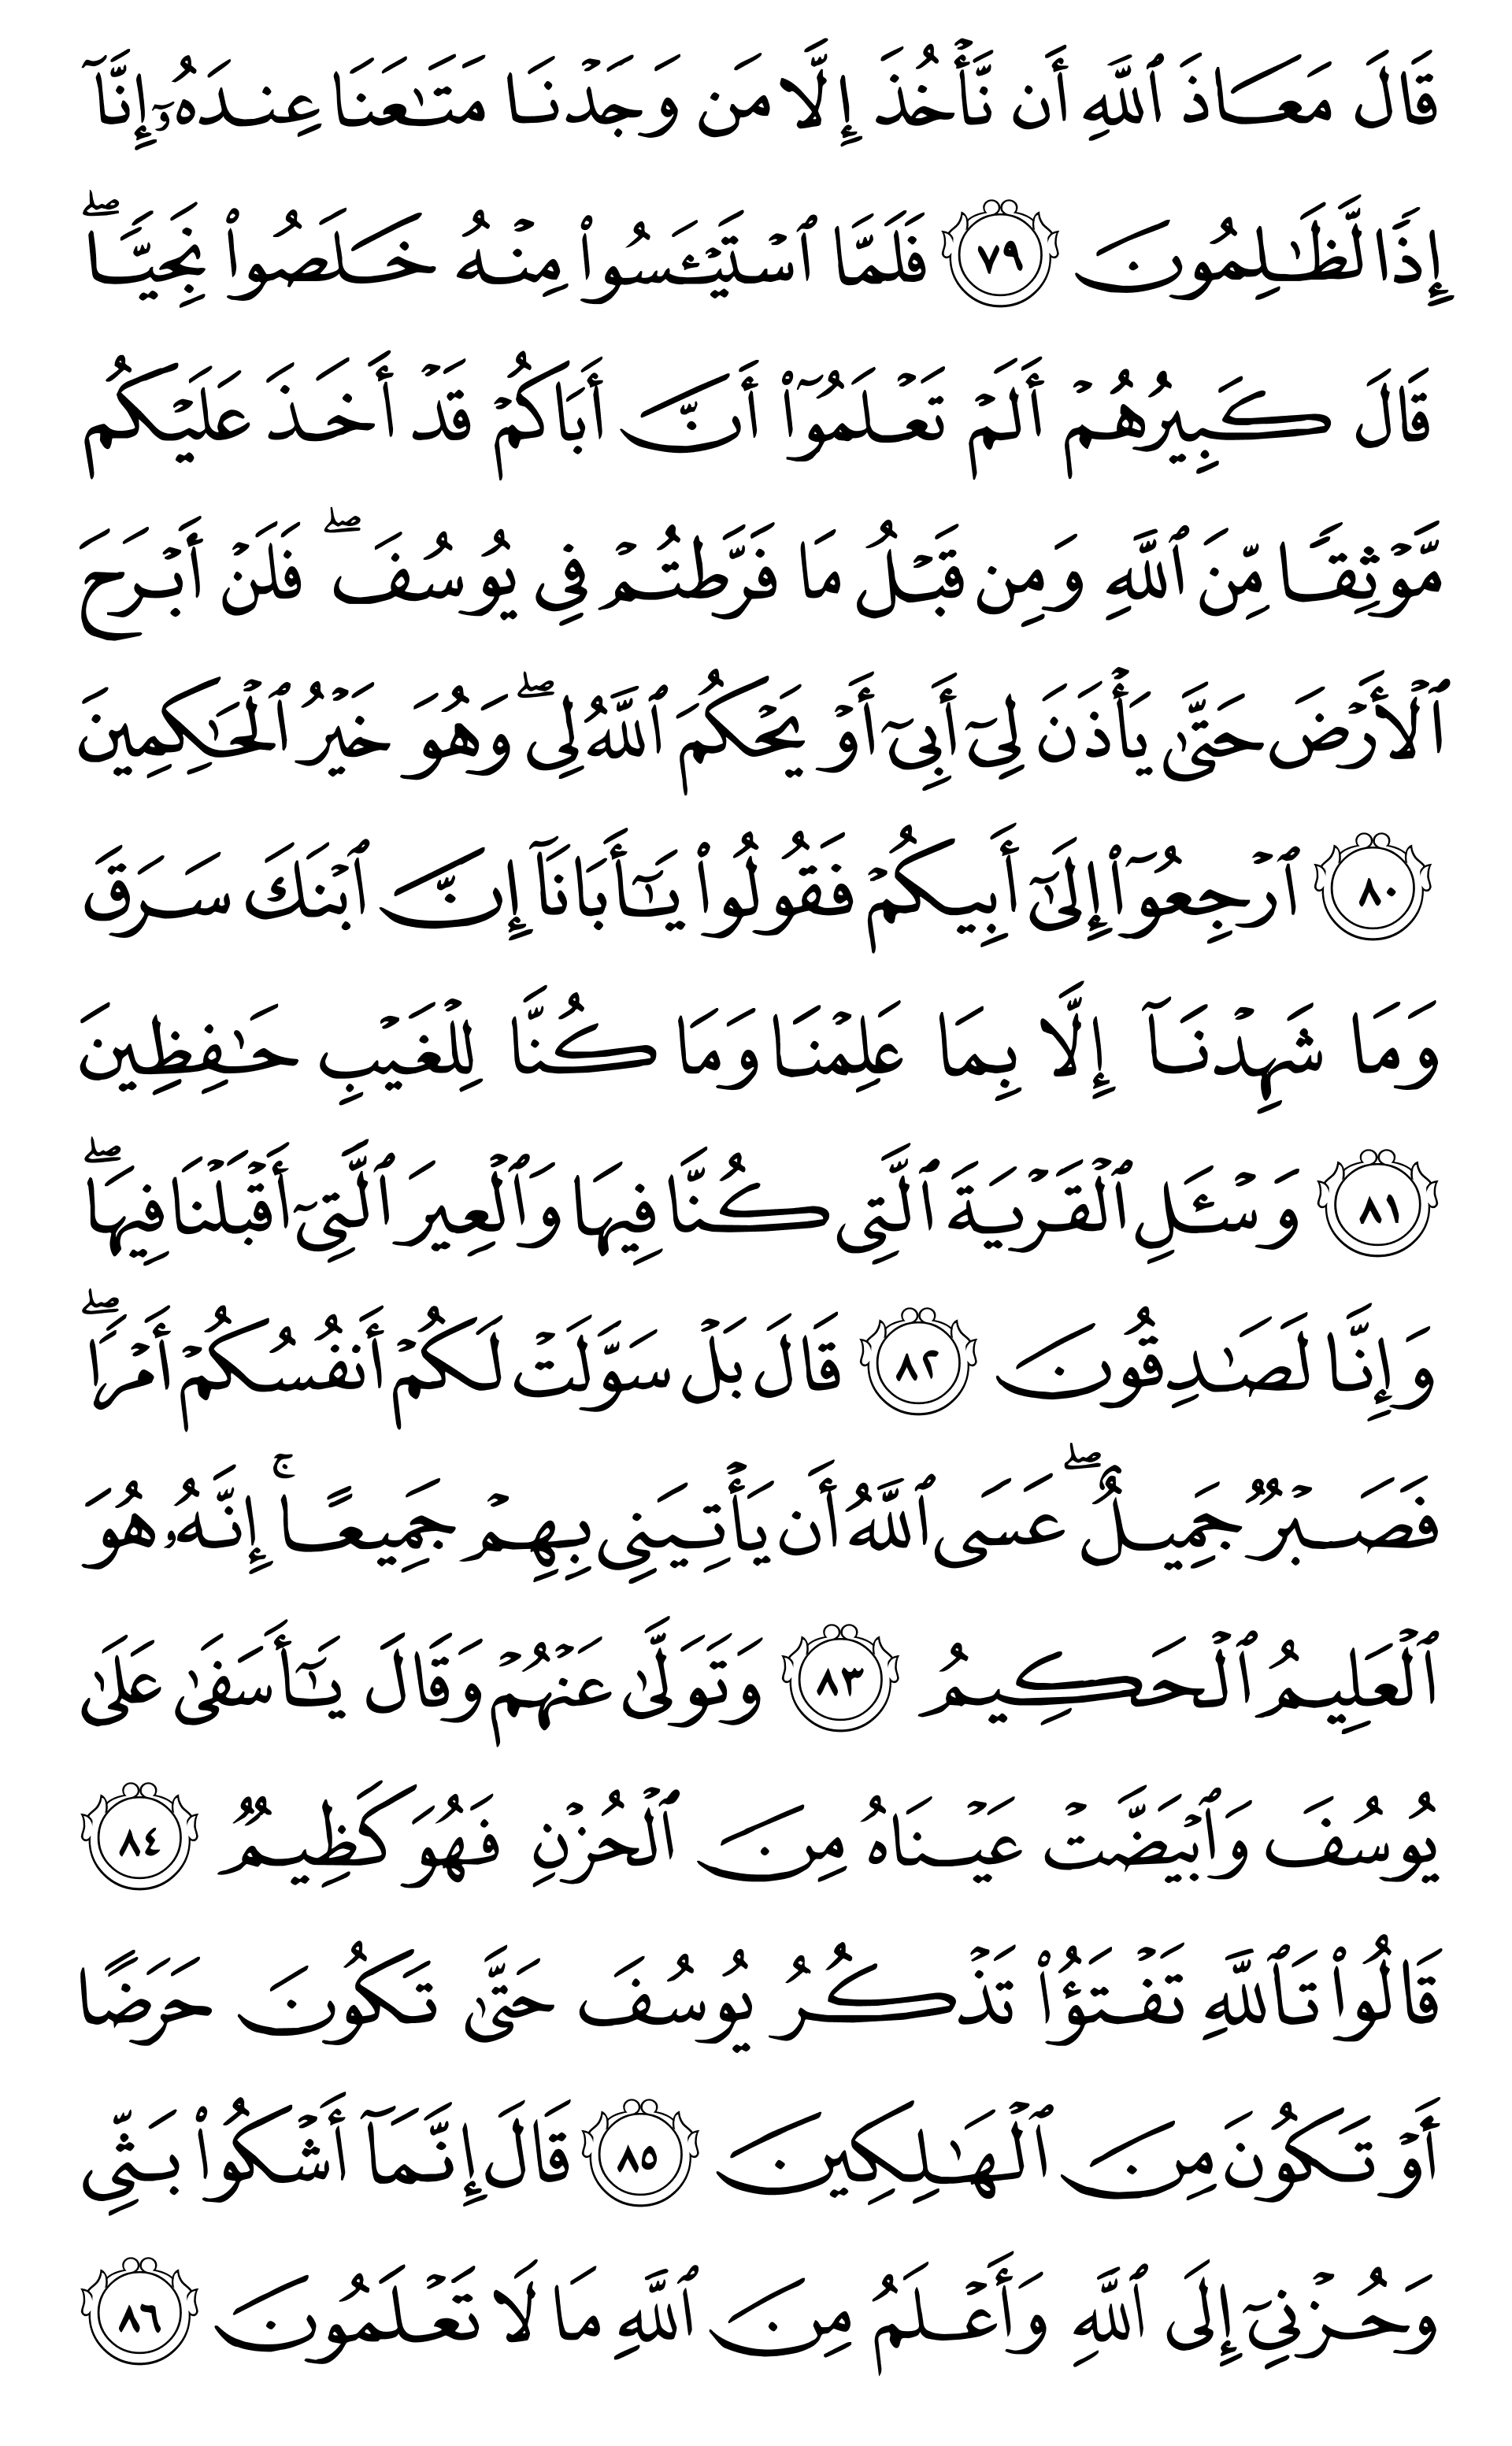 قَالَ مَعَاذَ ٱللَّهِ أَن نَّأۡخُذَ إِلَّا مَن وَجَدۡنَا مَتَٰعَنَا عِندَهُۥٓ إِنَّآ
إِذٗا لَّظَٰلِمُونَ ٧٩ فَلَمَّا ٱسۡتَيۡـَٔسُواْ مِنۡهُ خَلَصُواْ نَجِيّٗاۖ
قَالَ كَبِيرُهُمۡ أَلَمۡ تَعۡلَمُوٓاْ أَنَّ أَبَاكُمۡ قَدۡ أَخَذَ عَلَيۡكُم
مَّوۡثِقٗا مِّنَ ٱللَّهِ وَمِن قَبۡلُ مَا فَرَّطتُمۡ فِي يُوسُفَۖ فَلَنۡ أَبۡرَحَ
ٱلۡأَرۡضَ حَتَّىٰ يَأۡذَنَ لِيٓ أَبِيٓ أَوۡ يَحۡكُمَ ٱللَّهُ لِيۖ وَهُوَ خَيۡرُ ٱلۡحَٰكِمِينَ
٨٠ ٱرۡجِعُوٓاْ إِلَىٰٓ أَبِيكُمۡ فَقُولُواْ يَٰٓأَبَانَآ إِنَّ ٱبۡنَكَ سَرَقَ
وَمَا شَهِدۡنَآ إِلَّا بِمَا عَلِمۡنَا وَمَا كُنَّا لِلۡغَيۡبِ حَٰفِظِينَ
٨١ وَسۡـَٔلِ ٱلۡقَرۡيَةَ ٱلَّتِي كُنَّا فِيهَا وَٱلۡعِيرَ ٱلَّتِيٓ أَقۡبَلۡنَا فِيهَاۖ
وَإِنَّا لَصَٰدِقُونَ ٨٢ قَالَ بَلۡ سَوَّلَتۡ لَكُمۡ أَنفُسُكُمۡ أَمۡرٗاۖ
فَصَبۡرٞ جَمِيلٌۖ عَسَى ٱللَّهُ أَن يَأۡتِيَنِي بِهِمۡ جَمِيعًاۚ إِنَّهُۥ هُوَ
ٱلۡعَلِيمُ ٱلۡحَكِيمُ ٨٣ وَتَوَلَّىٰ عَنۡهُمۡ وَقَالَ يَٰٓأَسَفَىٰ عَلَىٰ
يُوسُفَ وَٱبۡيَضَّتۡ عَيۡنَاهُ مِنَ ٱلۡحُزۡنِ فَهُوَ كَظِيمٞ ٨٤
قَالُواْ تَٱللَّهِ تَفۡتَؤُاْ تَذۡكُرُ يُوسُفَ حَتَّىٰ تَكُونَ حَرَضًا
أَوۡ تَكُونَ مِنَ ٱلۡهَٰلِكِينَ ٨٥ قَالَ إِنَّمَآ أَشۡكُواْ بَثِّي
وَحُزۡنِيٓ إِلَى ٱللَّهِ وَأَعۡلَمُ مِنَ ٱللَّهِ مَا لَا تَعۡلَمُونَ ٨٦